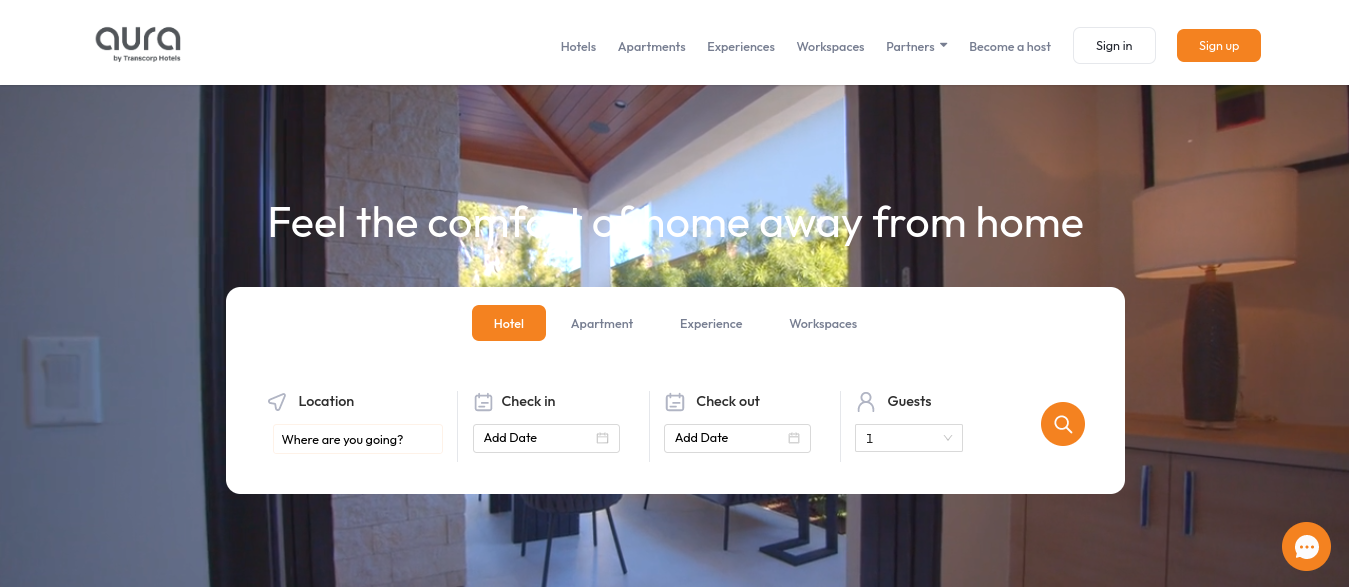 aura
by Transcorp Hotels
Hotels Apartments Experiences Workspaces Partners Become a host Sign in Sign up
Feel the comfort of home away from home
Hotel Apartment Experience Workspaces
Location Check in Check out Guests
Where are you going? Add Date Add Date 1